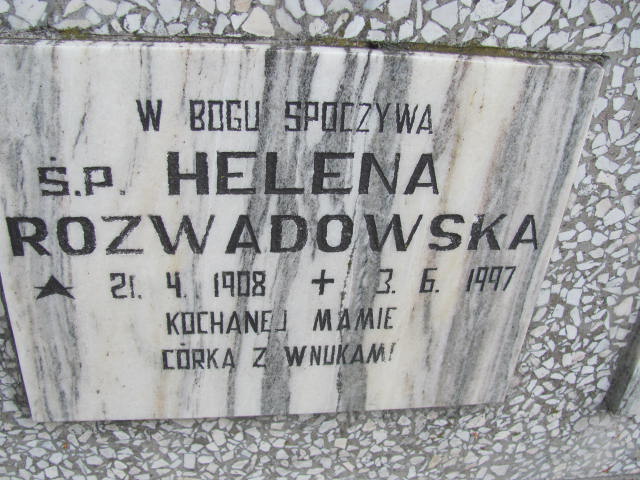 W BOGU SPOCZYWA
Ś.P. HELENA
ROZWADOWSKA
21. 4. 1908 + 3. 6. 1997
KOCHANEJ MAMIE
CÓRKA Z WNUKAMI